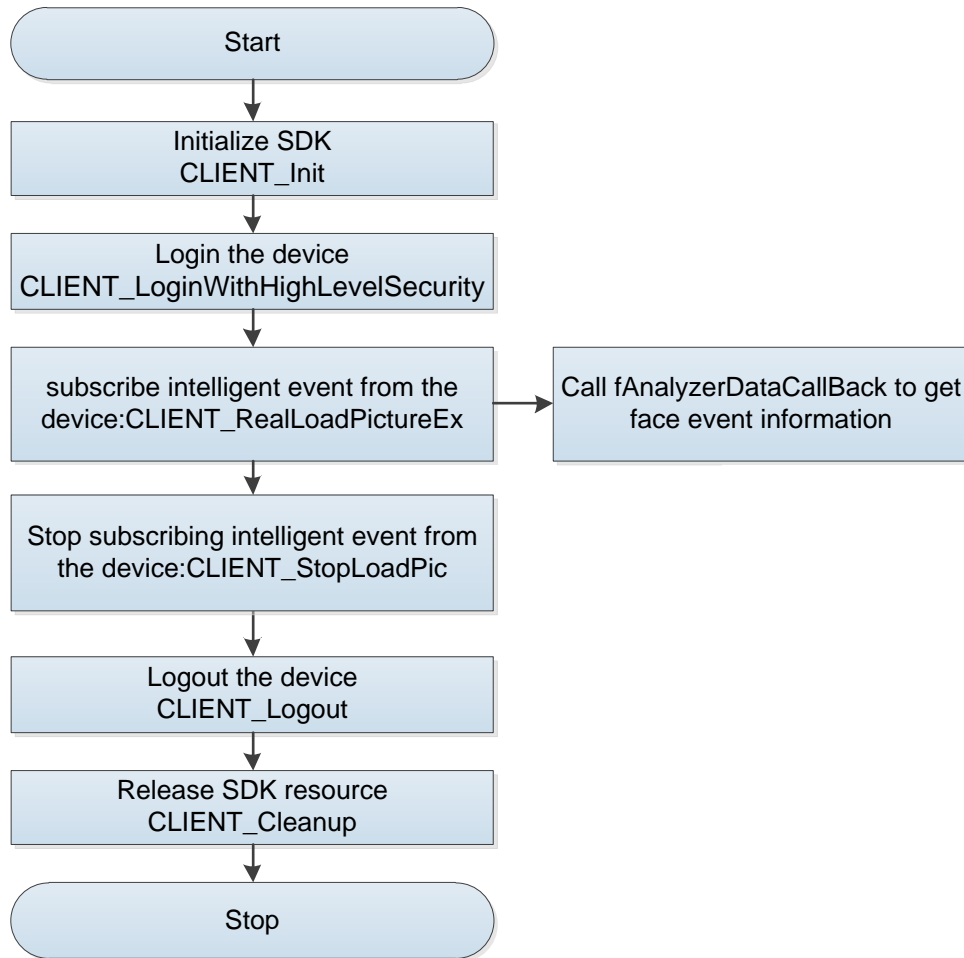 Start
Initialize SDK
CLIENT_Init
Login the device
CLIENT_LoginWithHighLevelSecurity
subscribe intelligent event from the
device:CLIENT_RealLoadPictureEx
Call fAnalyzerDataCallBack to get
face event information
Stop subscribing intelligent event from
the device:CLIENT_StopLoadPic
Logout the device
CLIENT_Logout
Release SDK resource
CLIENT_Cleanup
Stop